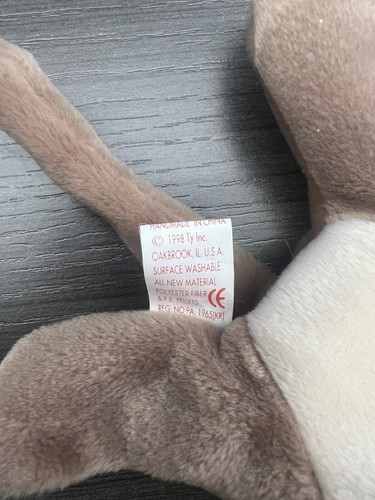 HANDMADE IN CHINA
© 1998 Ty Inc.
OAKBROOK, IL. U.S.A.
SURFACE WASHABLE
ALL NEW MATERIAL
POLYESTER FIBER
& P.E. PELLETS CE
REG. NO PA. 1965(KR)